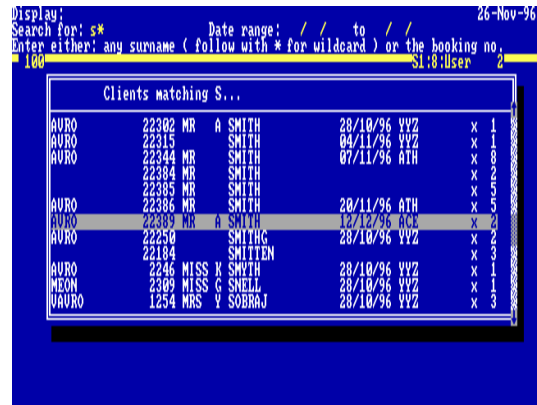 Display: 26-Nov-96
Search for: s* Date range: / / to / /
Enter either: any surname ( follow with * for wildcard ) or the booking no.
100 S1:8:User 2
Clients matching S...
AVRO 22302 MR A SMITH 28/10/96 YYZ x 1
AVRO 22315 SMITH 04/11/96 YYZ x 1
AVRO 22344 MR SMITH 07/11/96 ATH x 8
22384 MR SMITH x 2
22385 MR SMITH x 5
AVRO 22386 MR SMITH 20/11/96 ATH x 5
AVRO 22389 MR A SMITH 12/12/96 ACE x 2
AVRO 22250 SMITHG 28/10/96 YYZ x 2
22184 SMITTEN x 3
AVRO 2246 MISS K SMYTH 28/10/96 YYZ x 1
MEON 2309 MISS G SNELL 28/10/96 YYZ x 1
VAVRO 1254 MRS Y SOBRAJ 28/10/96 YYZ x 3